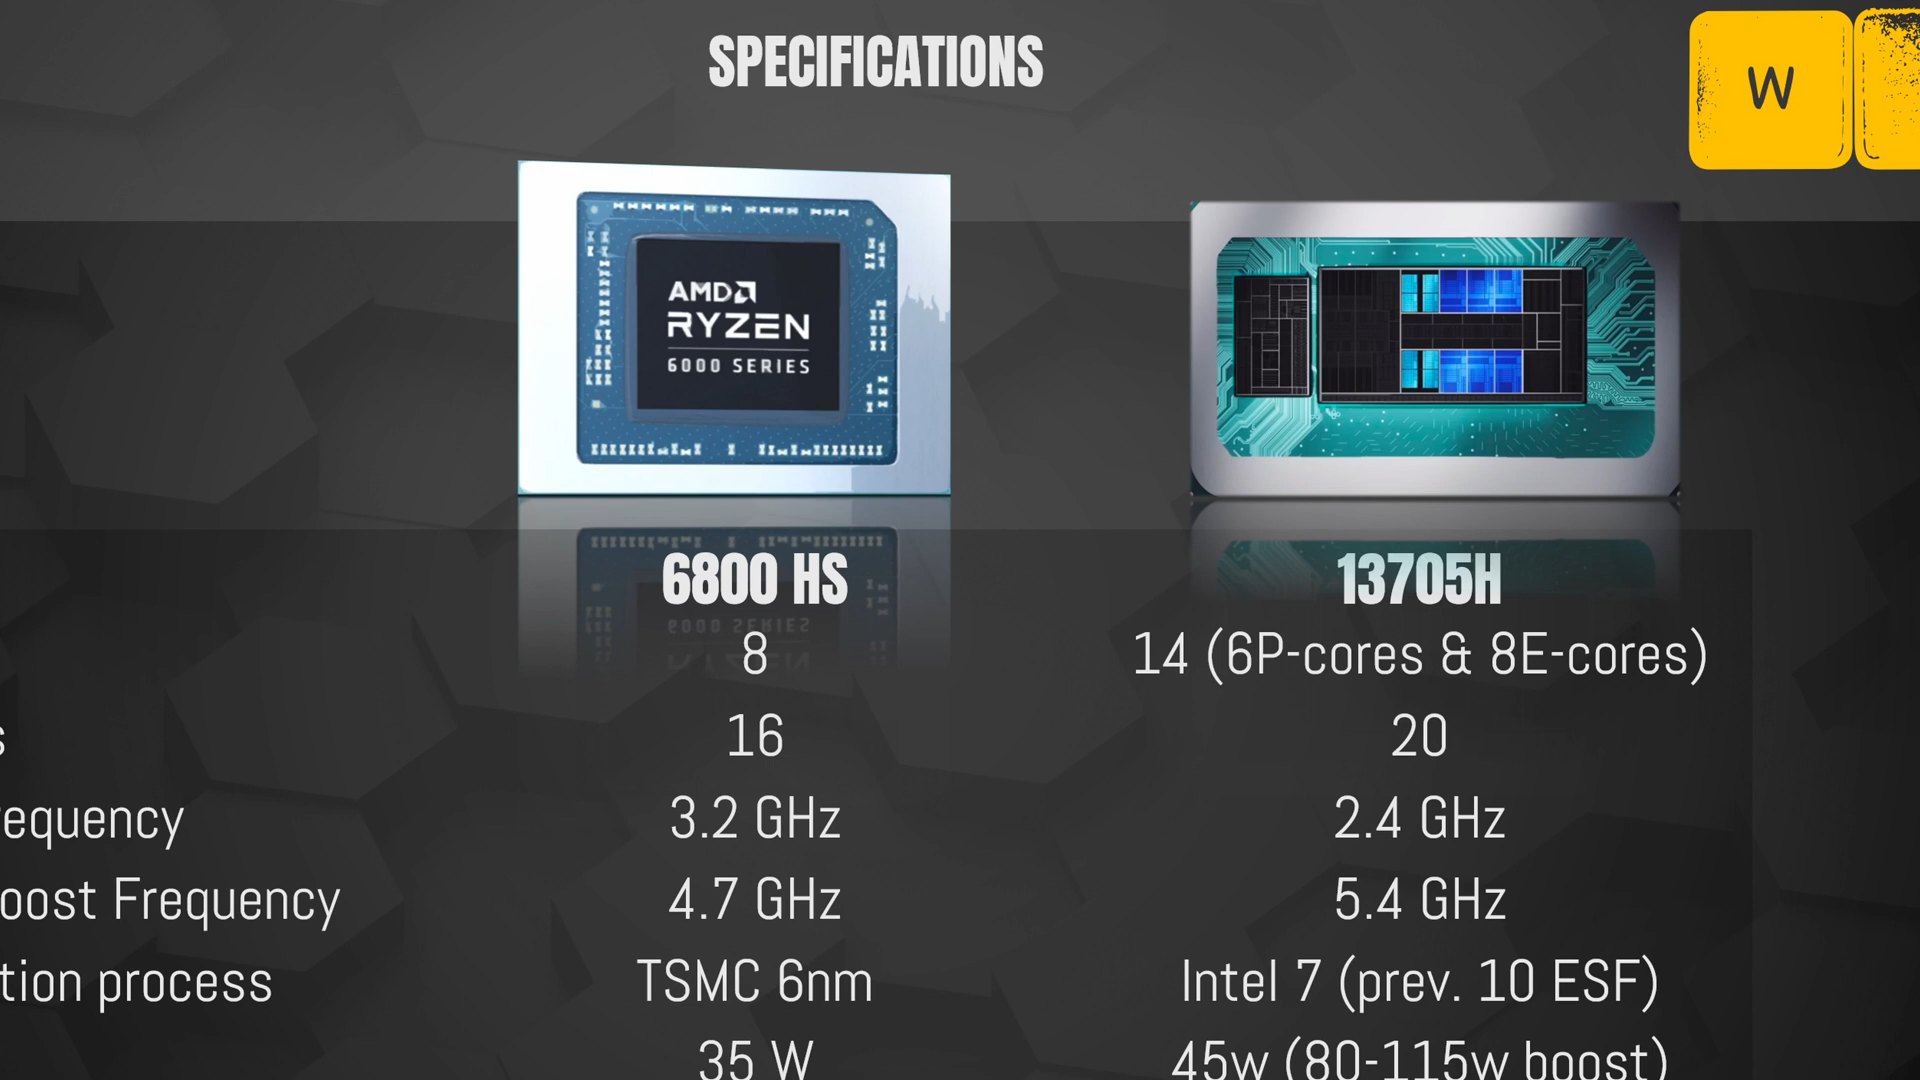 SPECIFICATIONS
W
AMD
RYZEN
6000 SERIES
6800 HS 13705H
8 14 (6P-cores & 8E-cores)
s 16 20
equency 3.2 GHz 2.4 GHz
oost Frequency 4.7 GHz 5.4 GHz
tion process TSMC 6nm Intel 7 (prev. 10 ESF)
35 W 45w (80-115w boost)